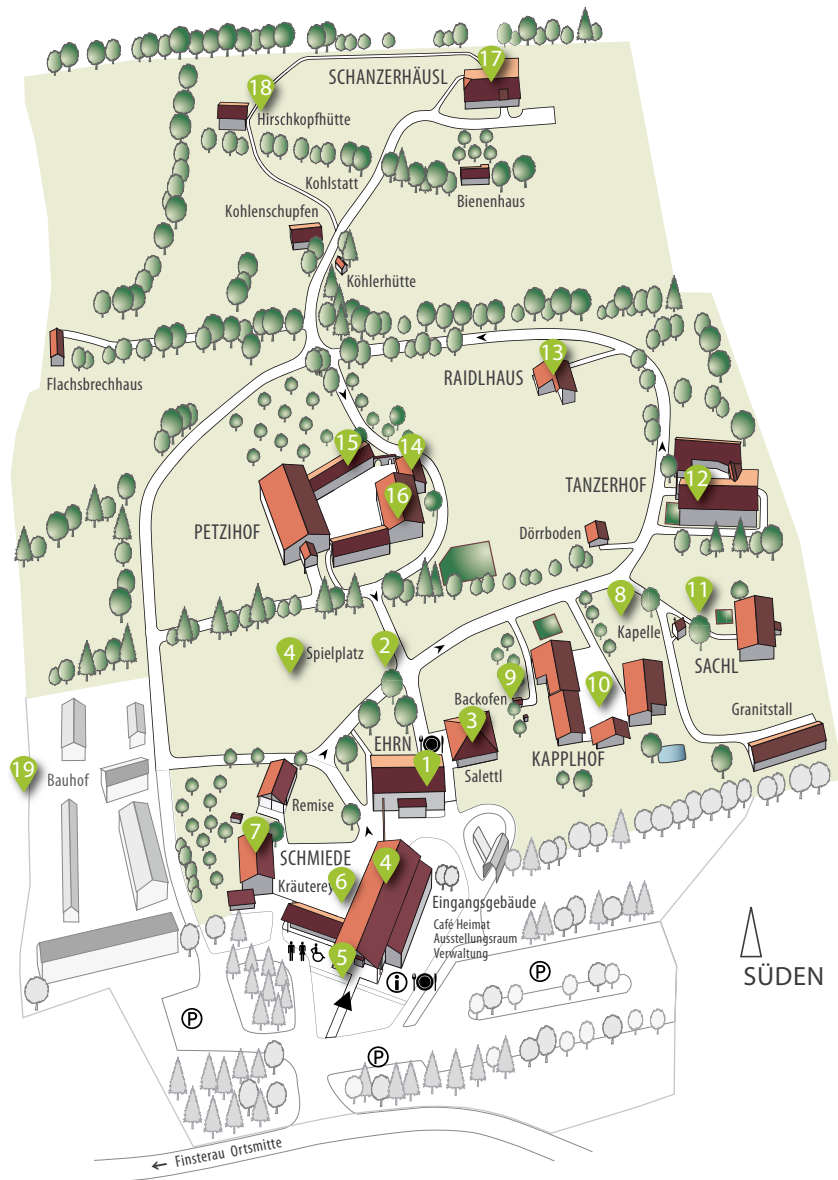 17
SCHANZERHÄUSL
18
Hirschkopfhütte
Kohlstatt
Bienenhaus
Kohlenschupfen
Köhlerhütte
Flachsbrechhaus
13
RAIDLHAUS
15
14
16
PETZIHOF
12
TANZERHOF
Dörrboden
8
Kapelle
11
SACHL
4 Spielplatz
2
9
Backofen
10
KAPPLHOF
Granitstall
3
Salettl
EHRN
1
19
Bauhof
Remise
7
SCHMIEDE
4
Kräuterey
6
Eingangsgebäude
Café Heimat
Ausstellungsraum
Verwaltung
5
i
P
P
P
SÜDEN
← Finsterau Ortsmitte